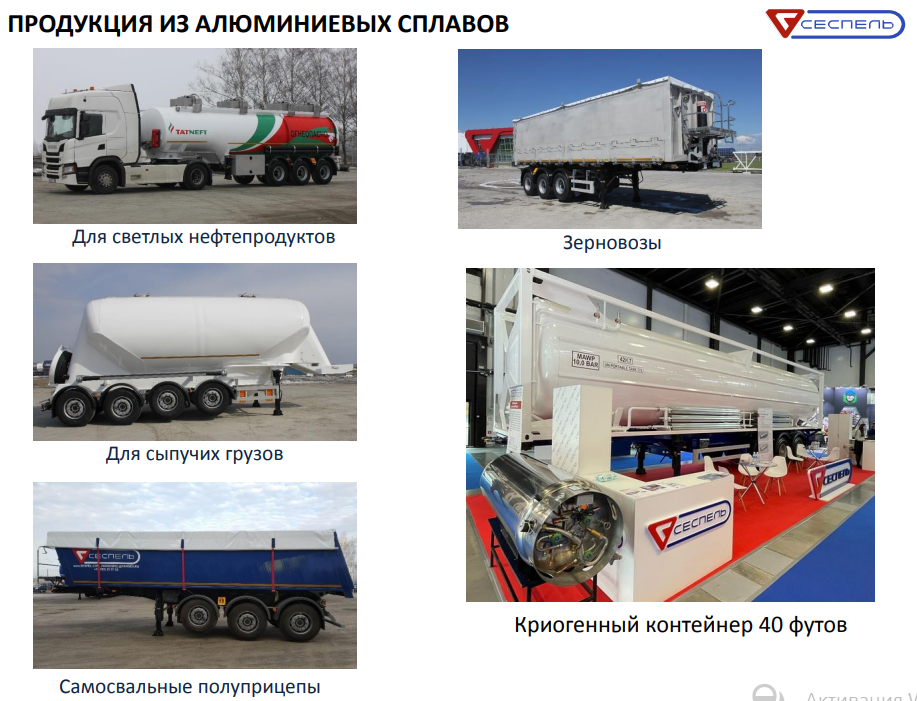 ПРОДУКЦИЯ ИЗ АЛЮМИНИЕВЫХ СПЛАВОВ
СЕСПЕЛЬ
TATNEFT
ОГНЕОПАСНО
Для светлых нефтепродуктов
Зерновозы
Для сыпучих грузов
MAWP
10.0 BAR
СЕСПЕЛЬ
СЕСПЕЛЬ
Криогенный контейнер 40 футов
СЕСПЕЛЬ
Самосвальные полуприцепы
Активация W